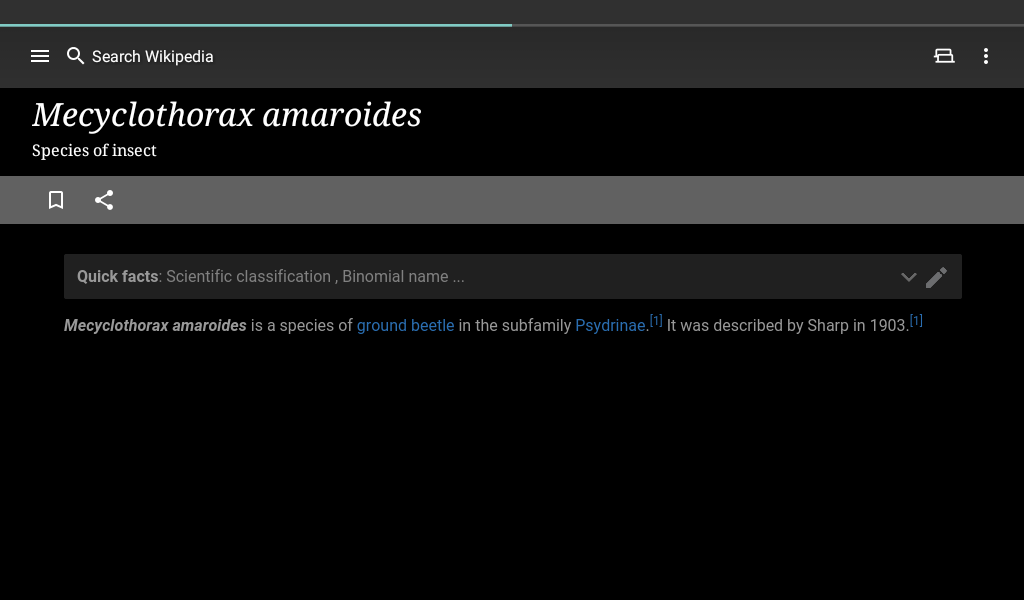 Search Wikipedia
Mecyclothorax amaroides
Species of insect
Quick facts: Scientific classification , Binomial name ...
Mecyclothorax amaroides is a species of ground beetle in the subfamily Psydrinae.[1] It was described by Sharp in 1903.[1]